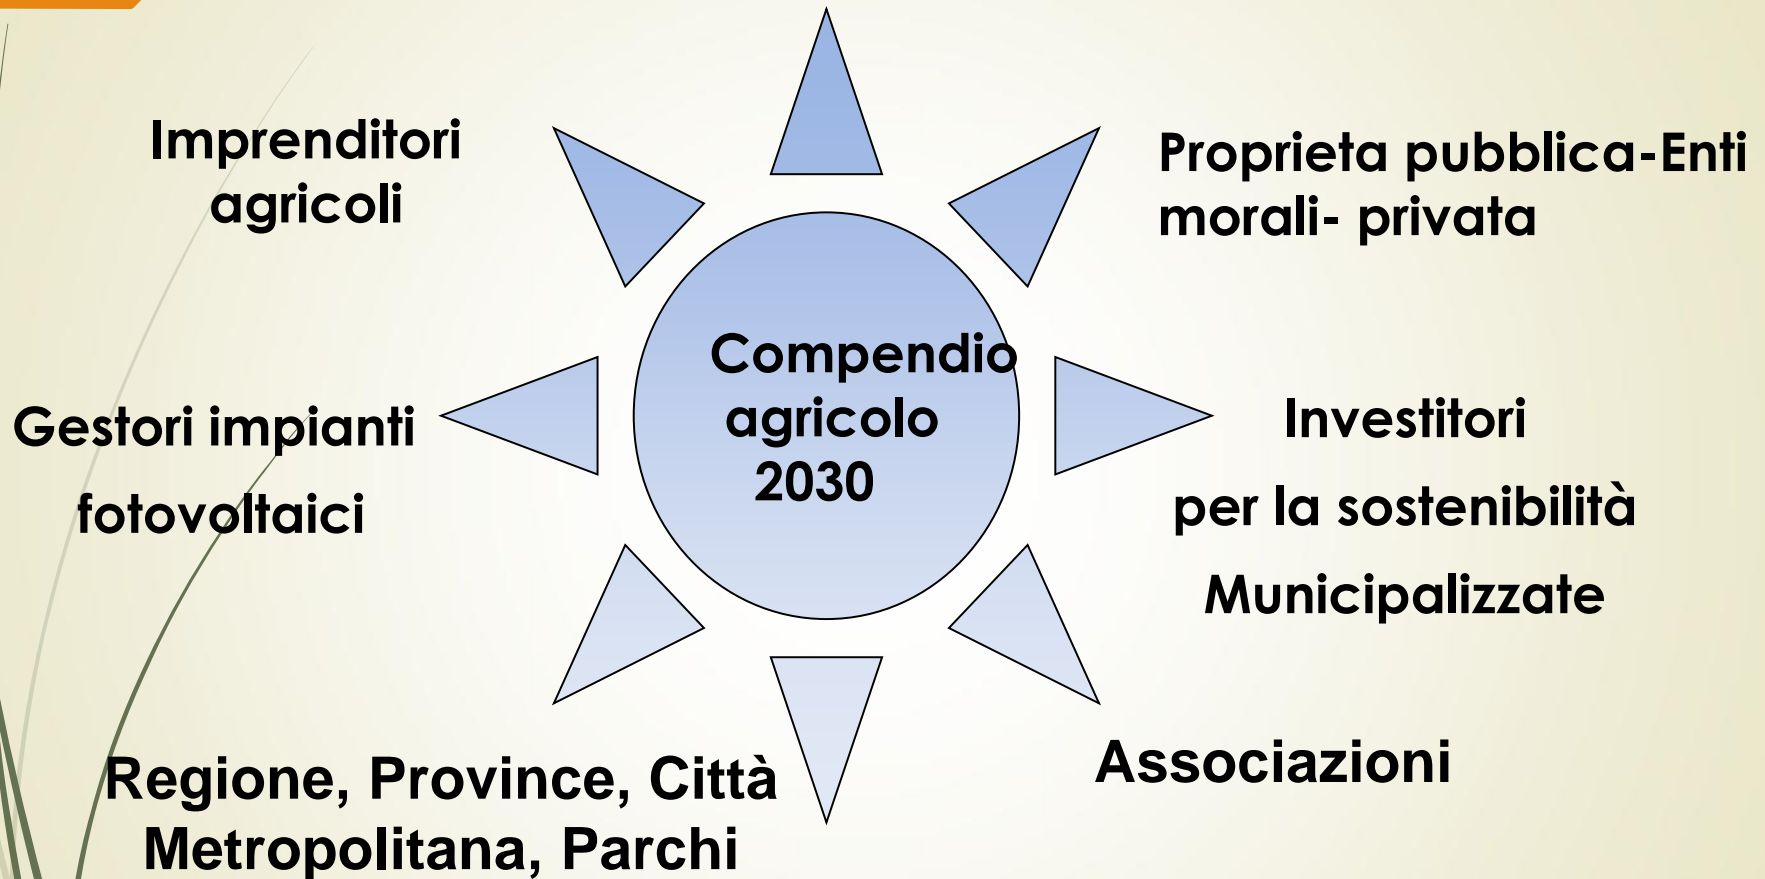 Imprenditori
agricoli
Proprieta pubblica-Enti
morali- privata
Compendio
agricolo
2030
Gestori impianti
fotovoltaici
Investitori
per la sostenibilità
Municipalizzate
Regione, Province, Città
Metropolitana, Parchi
Associazioni